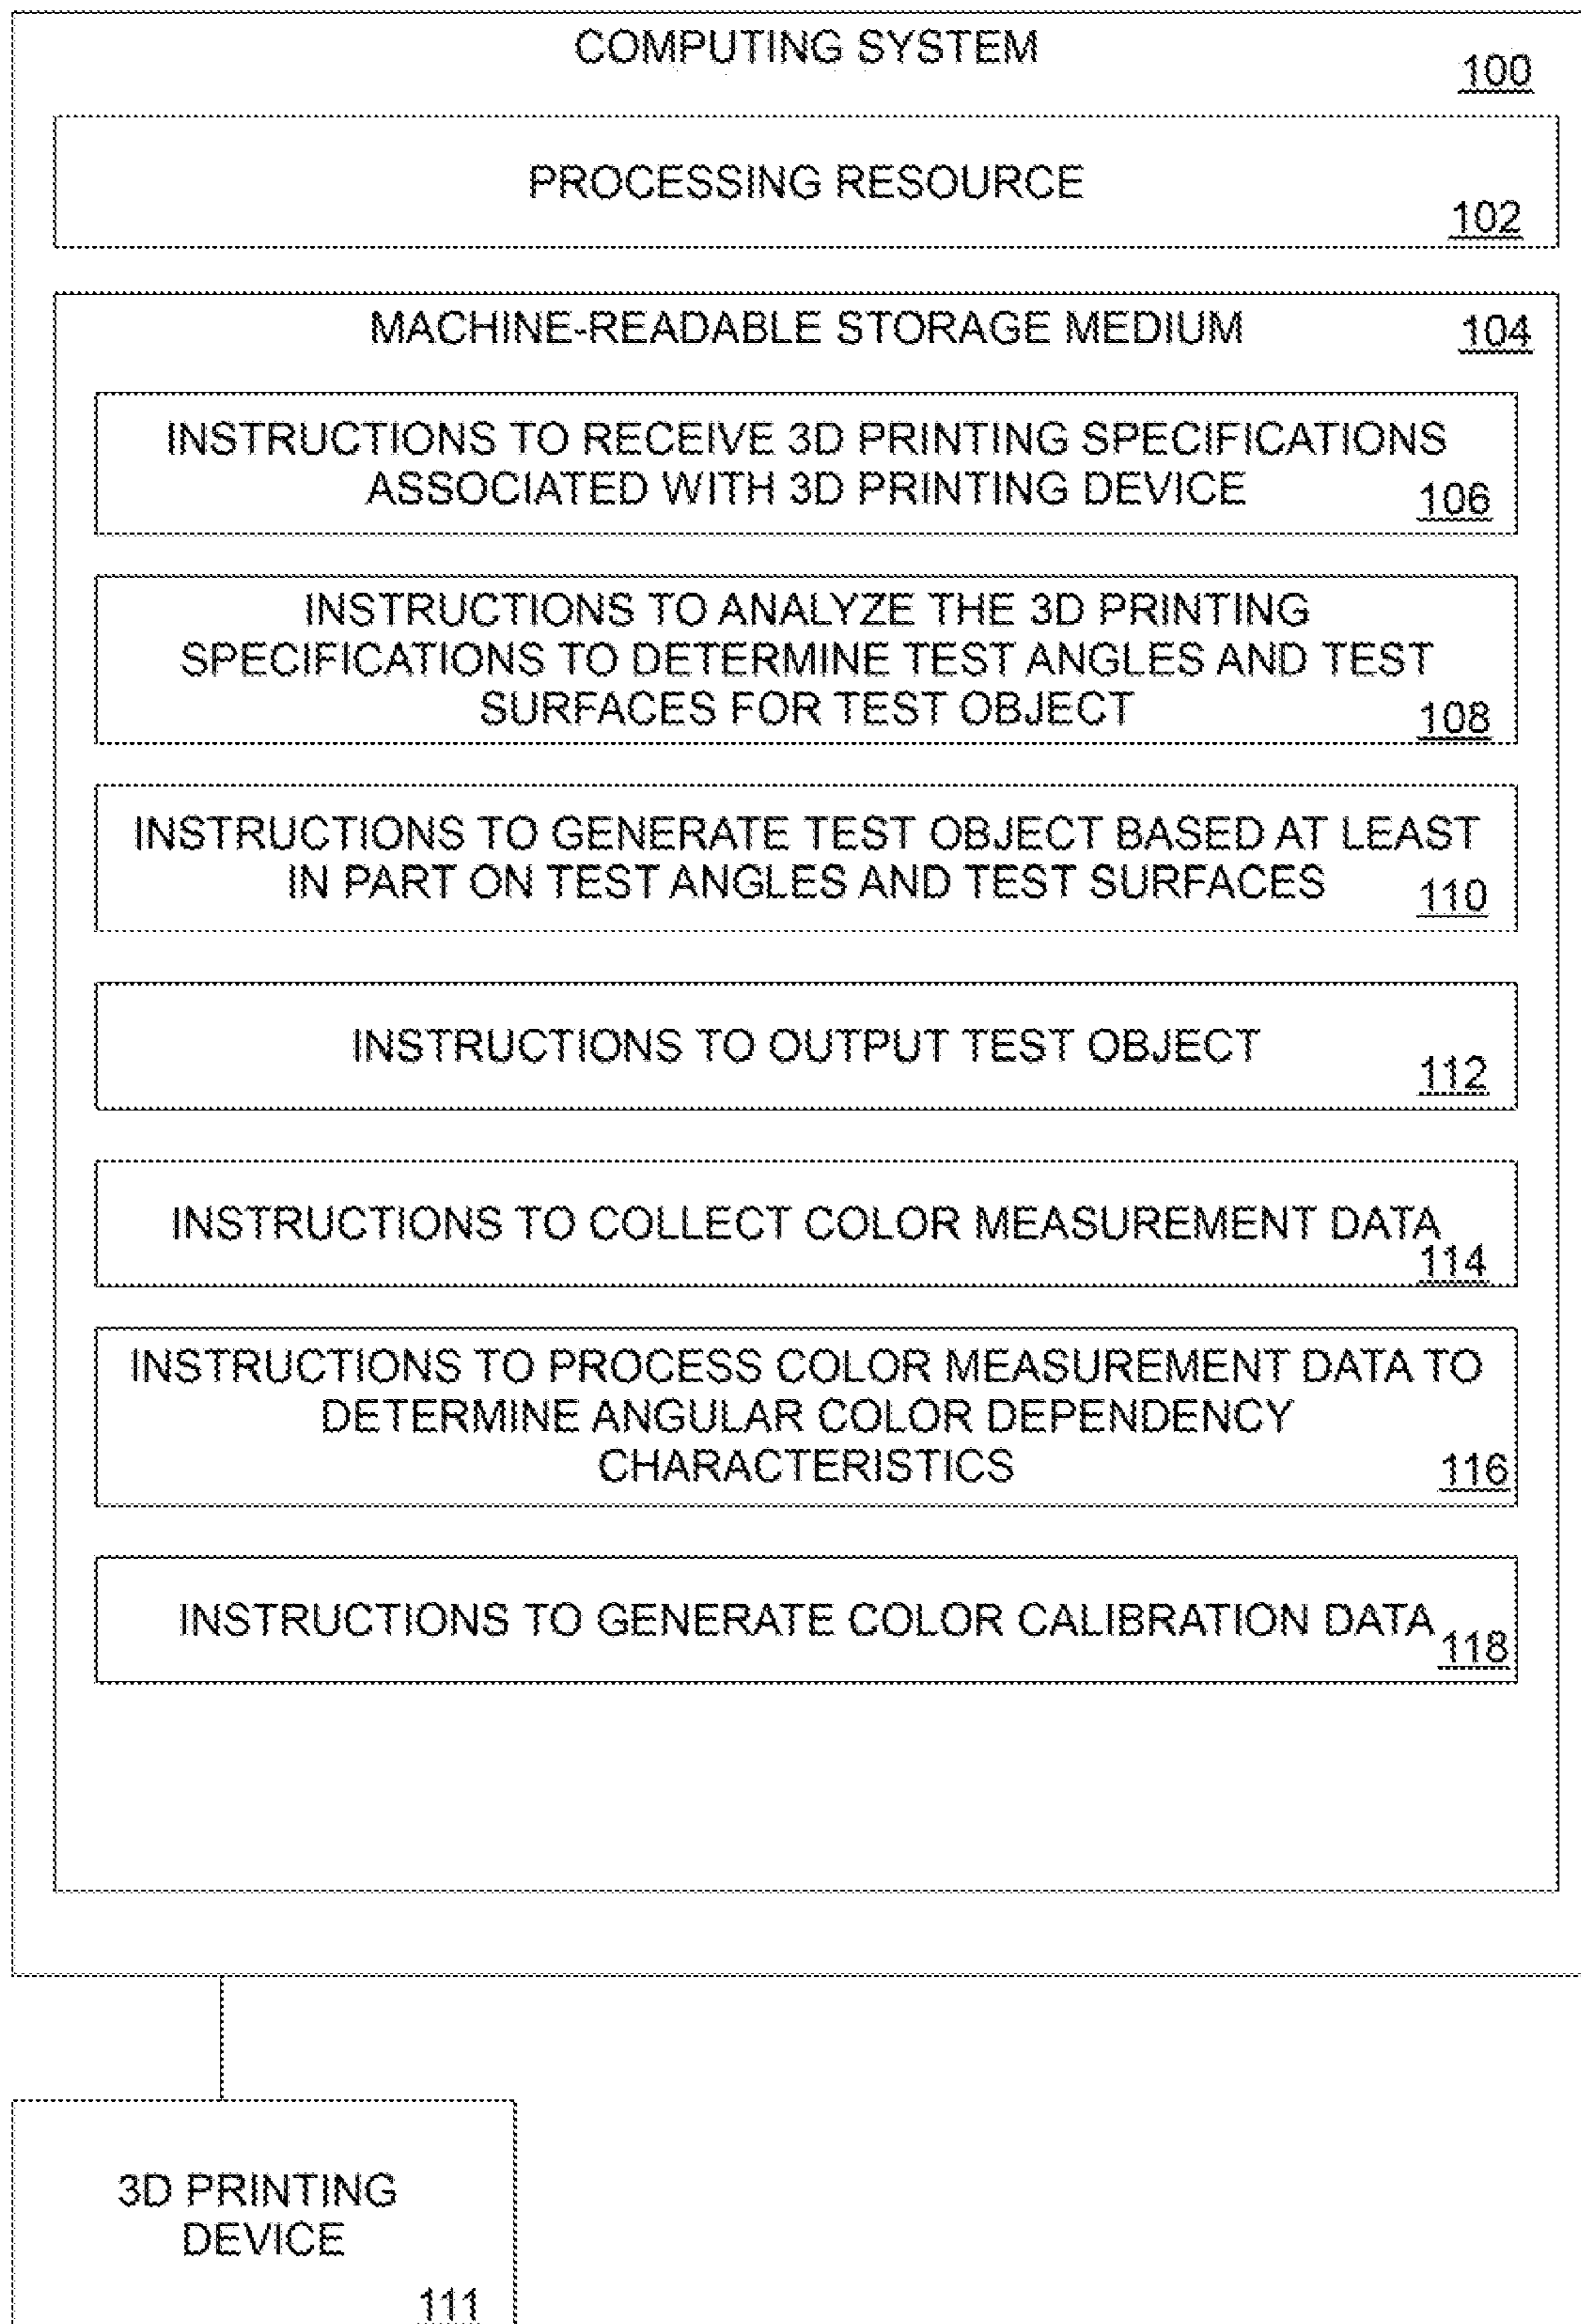 COMPUTING SYSTEM
100
PROCESSING RESOURCE
102
MACHINE-READABLE STORAGE MEDIUM
104
INSTRUCTIONS TO RECEIVE 3D PRINTING SPECIFICATIONS
ASSOCIATED WITH 3D PRINTING DEVICE
106
INSTRUCTIONS TO ANALYZE THE 3D PRINTING
SPECIFICATIONS TO DETERMINE TEST ANGLES AND TEST
SURFACES FOR TEST OBJECT
108
INSTRUCTIONS TO GENERATE TEST OBJECT BASED AT LEAST
IN PART ON TEST ANGLES AND TEST SURFACES
110
INSTRUCTIONS TO OUTPUT TEST OBJECT
112
INSTRUCTIONS TO COLLECT COLOR MEASUREMENT DATA
114
INSTRUCTIONS TO PROCESS COLOR MEASUREMENT DATA TO
DETERMINE ANGULAR COLOR DEPENDENCY
CHARACTERISTICS
116
INSTRUCTIONS TO GENERATE COLOR CALIBRATION DATA
118
3D PRINTING
DEVICE
111